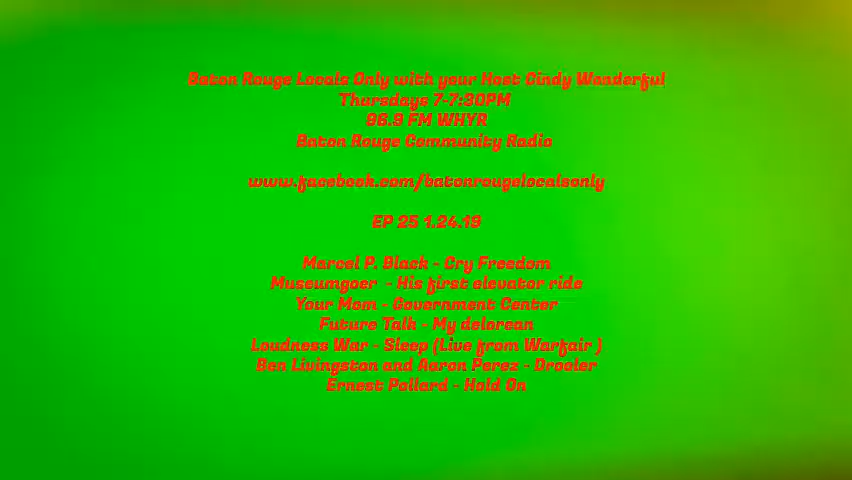 Baton Rouge Locals Only with your Host Cindy Wonderful
Thursdays 7-7:30PM
96.9 FM WHYR
Baton Rouge Community Radio
www.facebook.com/batonrougelocalsonly
EP 25 1.24.19
Marcel P. Black - Cry Freedom
Museumgoer - His first elevator ride
Your Mom - Government Center
Future Talk - My delorean
Loudness War - Sleep (Live from Warfair )
Ben Livingston and Aaron Perez - Drooler
Ernest Pollard - Hold On